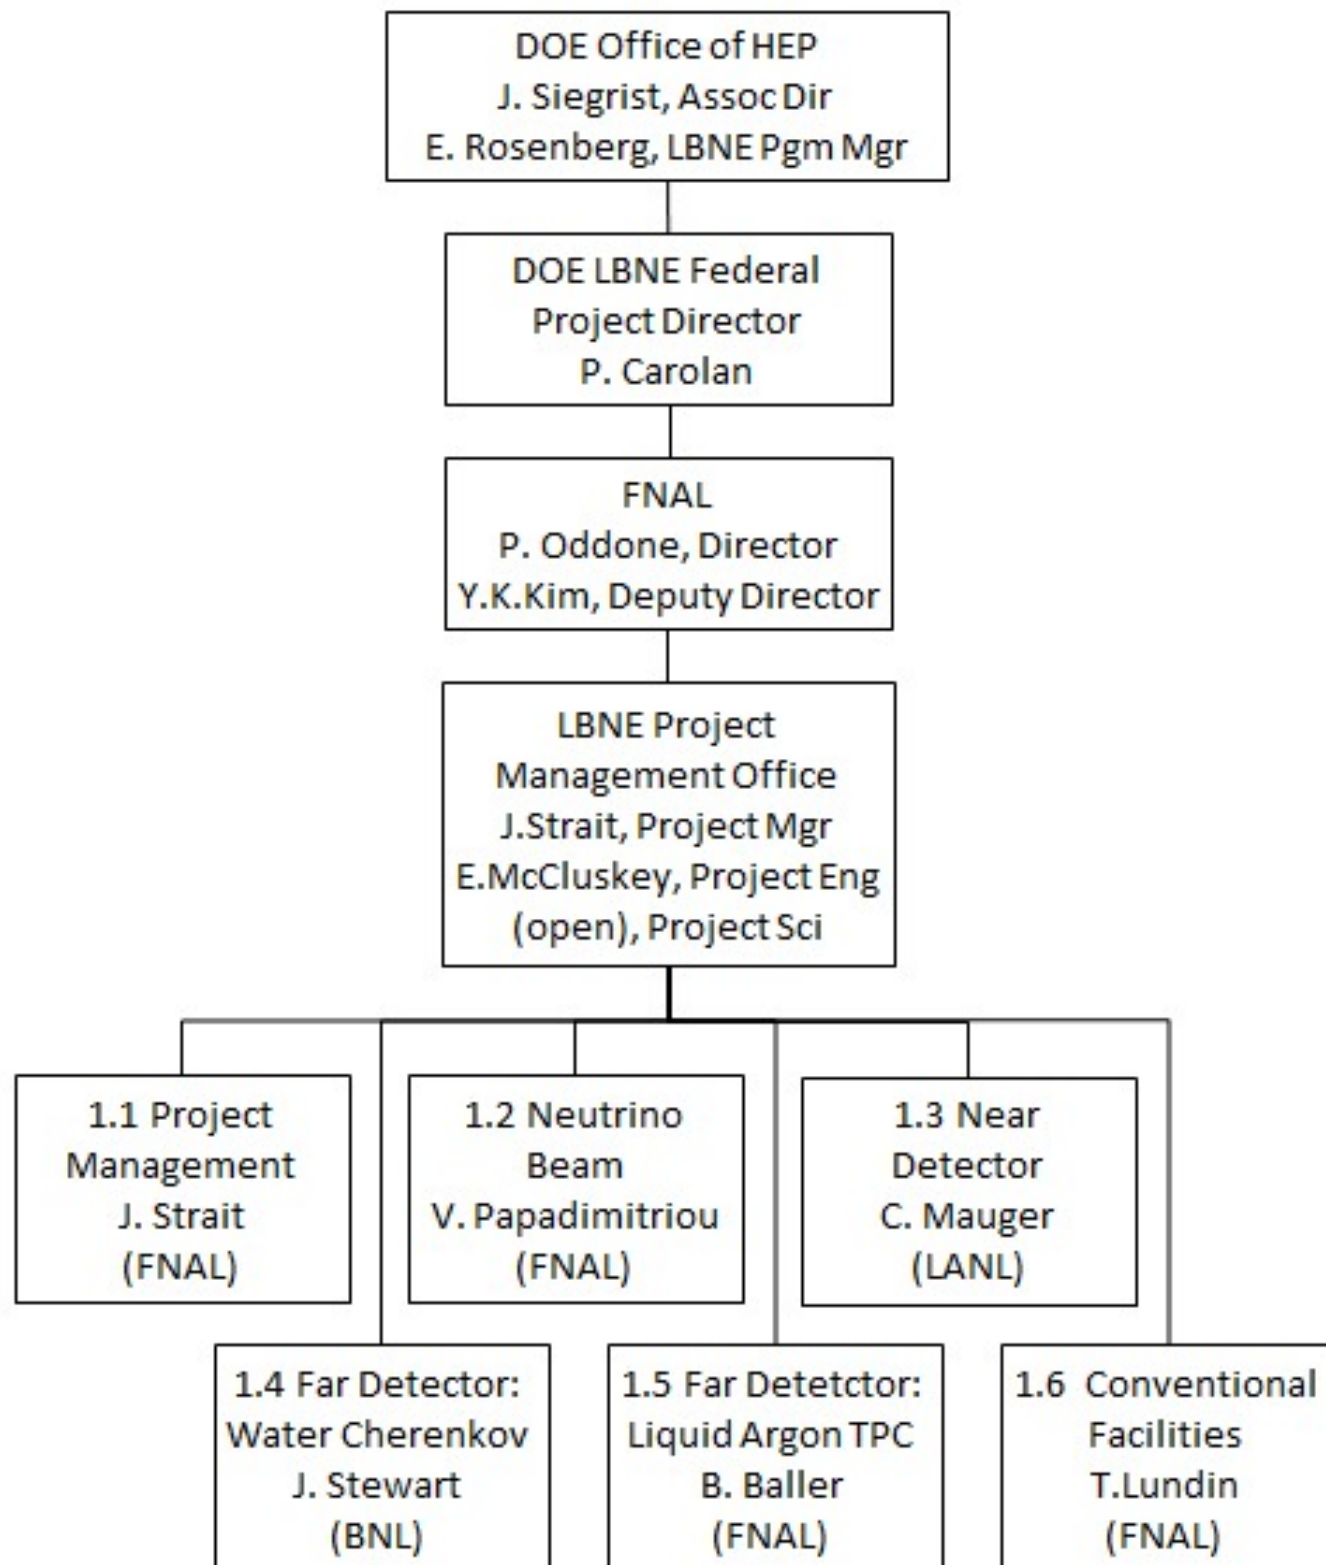 DOE Office of HEP
J. Siegrist, Assoc Dir
E. Rosenberg, LBNE Pgm Mgr
DOE LBNE Federal
Project Director
P. Carolan
FNAL
P. Oddone, Director
Y.K.Kim, Deputy Director
LBNE Project
Management Office
J.Strait, Project Mgr
E.McCluskey, Project Eng
(open), Project Sci
1.1 Project
Management
J. Strait
(FNAL)
1.2 Neutrino
Beam
V. Papadimitriou
(FNAL)
1.3 Near
Detector
C. Mauger
(LANL)
1.4 Far Detector:
Water Cherenkov
J. Stewart
(BNL)
1.5 Far Detetctor:
Liquid Argon TPC
B. Baller
(FNAL)
1.6 Conventional
Facilities
T.Lundin
(FNAL)